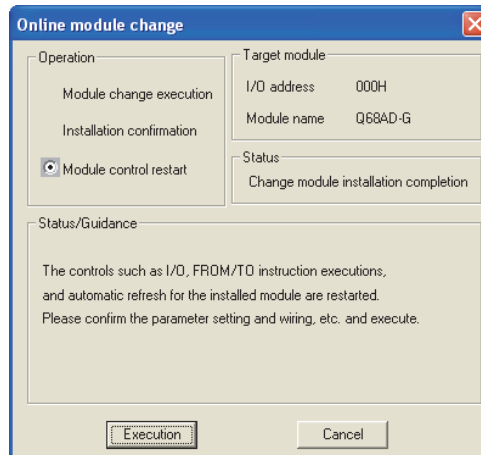 Online module change
Operation
Module change execution
Installation confirmation
Module control restart
Target module
I/O address 000H
Module name Q68AD-G
Status
Change module installation completion
Status/Guidance
The controls such as I/O, FROM/TO instruction executions,
and automatic refresh for the installed module are restarted.
Please confirm the parameter setting and wiring, etc. and execute.
Execution Cancel